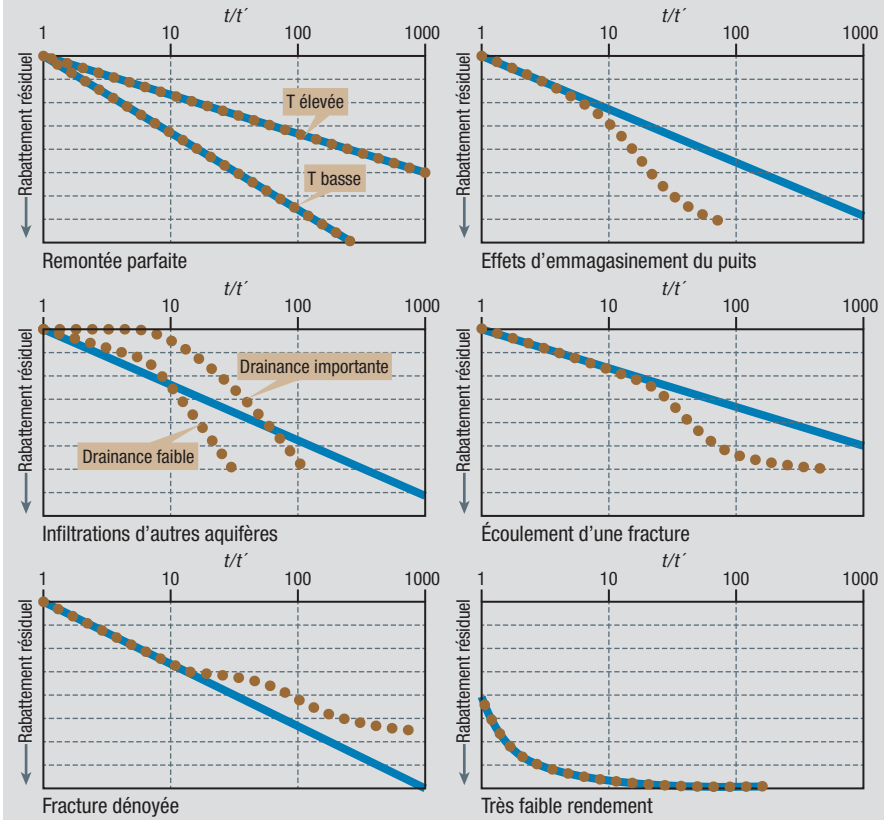 t/t´
1 10 100 1000
Rabattement résiduel
T élevée
T basse
Remontée parfaite
t/t´
1 10 100 1000
Rabattement résiduel
Effets d’emmagasinement du puits
t/t´
1 10 100 1000
Rabattement résiduel
Drainance importante
Drainance faible
Infiltrations d’autres aquifères
t/t´
1 10 100 1000
Rabattement résiduel
Écoulement d’une fracture
t/t´
1 10 100 1000
Rabattement résiduel
Fracture dénoyée
t/t´
1 10 100 1000
Rabattement résiduel
Très faible rendement